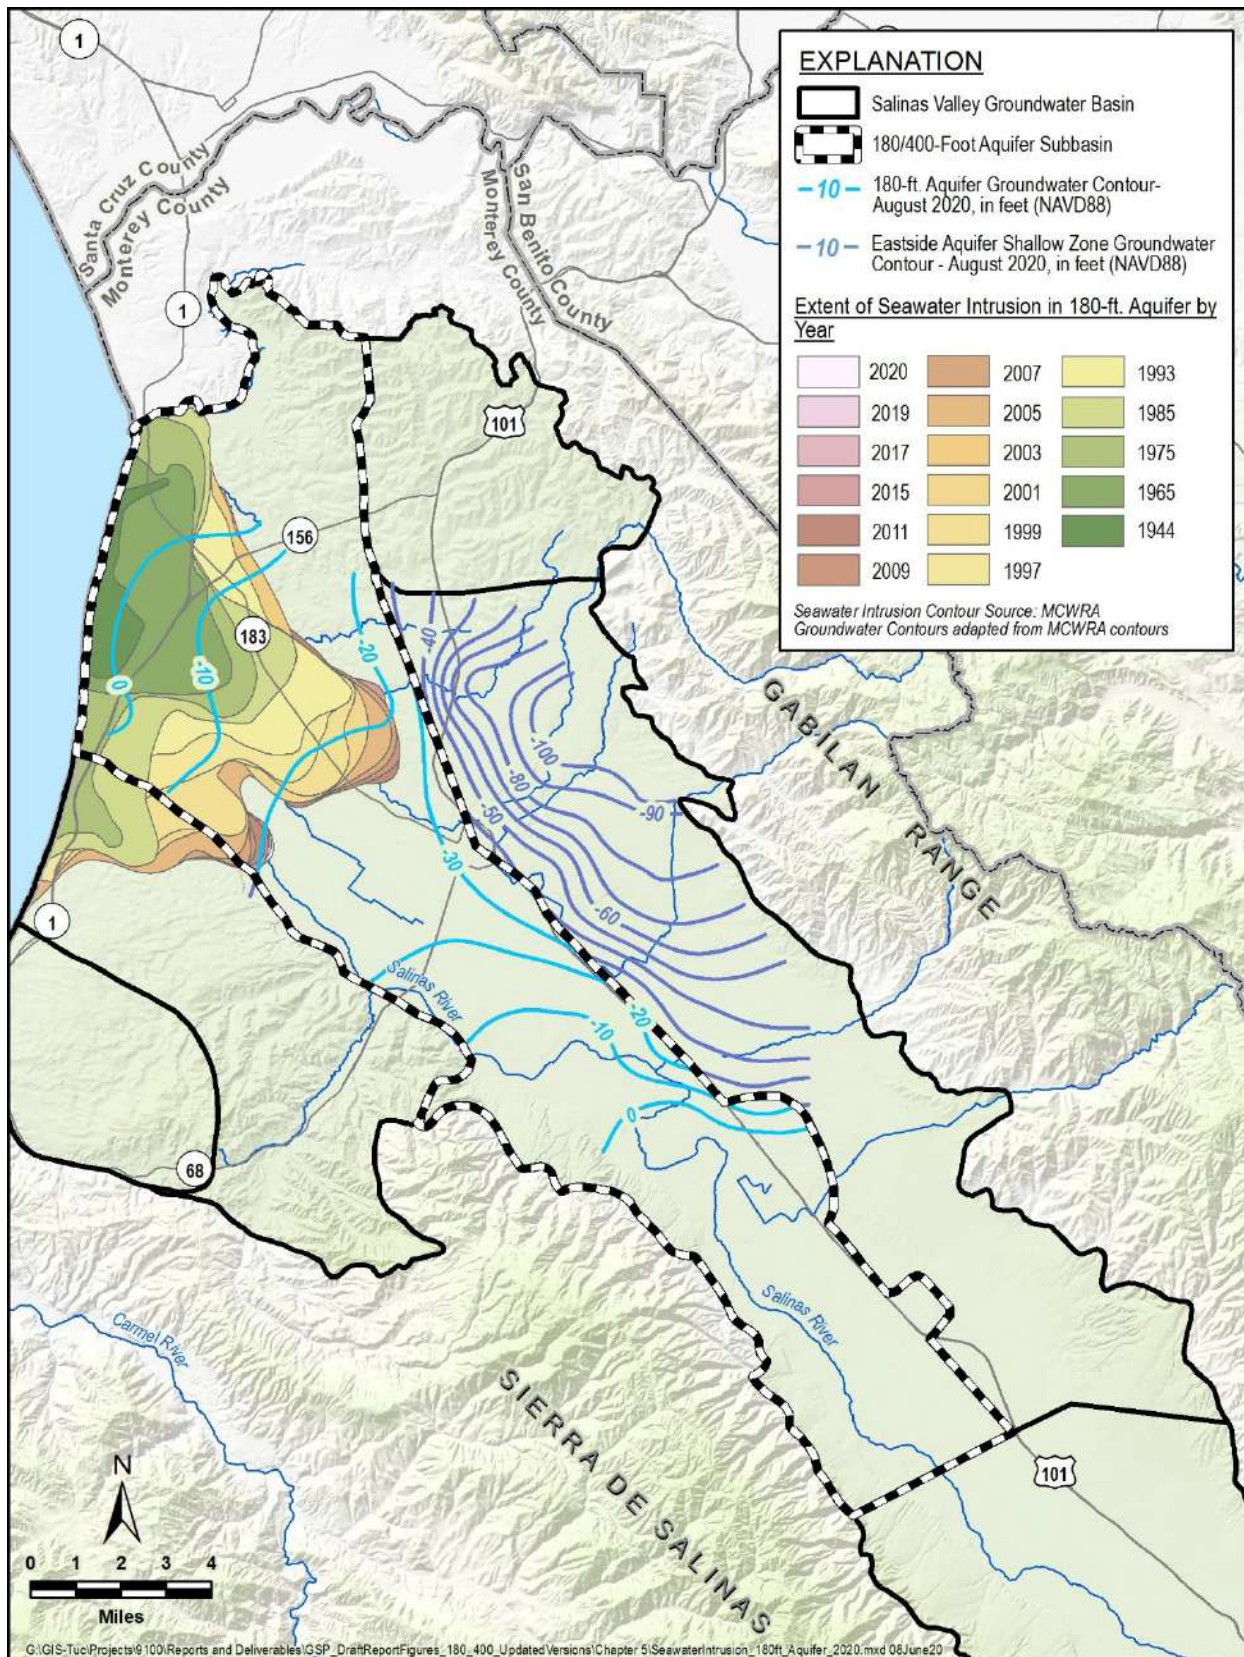 EXPLANATION
Salinas Valley Groundwater Basin
180/400-Foot Aquifer Subbasin
-10- 180-ft. Aquifer Groundwater Contour-
August 2020, in feet (NAVD88)
-10- Eastside Aquifer Shallow Zone Groundwater
Contour - August 2020, in feet (NAVD88)
Extent of Seawater Intrusion in 180-ft. Aquifer by
Year
2020 2007 1993
2019 2005 1985
2017 2003 1975
2015 2001 1965
2011 1999 1944
2009 1997
Seawater Intrusion Contour Source: MCWRA
Groundwater Contours adapted from MCWRA contours
1
Santa Cruz County
Monterey County
San Benito County
Monterey County
1
101
156
183
-20
-40
0
-10
-100
-80
-50
-90
-30
-60
GABILAN RANGE
1
Salinas River
-10
-20
0
68
Salinas River
Carmel River
SIERRA DE SALINAS
101
N
0 1 2 3 4
Miles
G:\GIS-Tuc\Projects\9100\Reports and Deliverables\GSP_DraftReportFigures_180_400_UpdatedVersions\Chapter 5\SeawaterIntrusion_180ft_Aquifer_2020.mxd 08June20